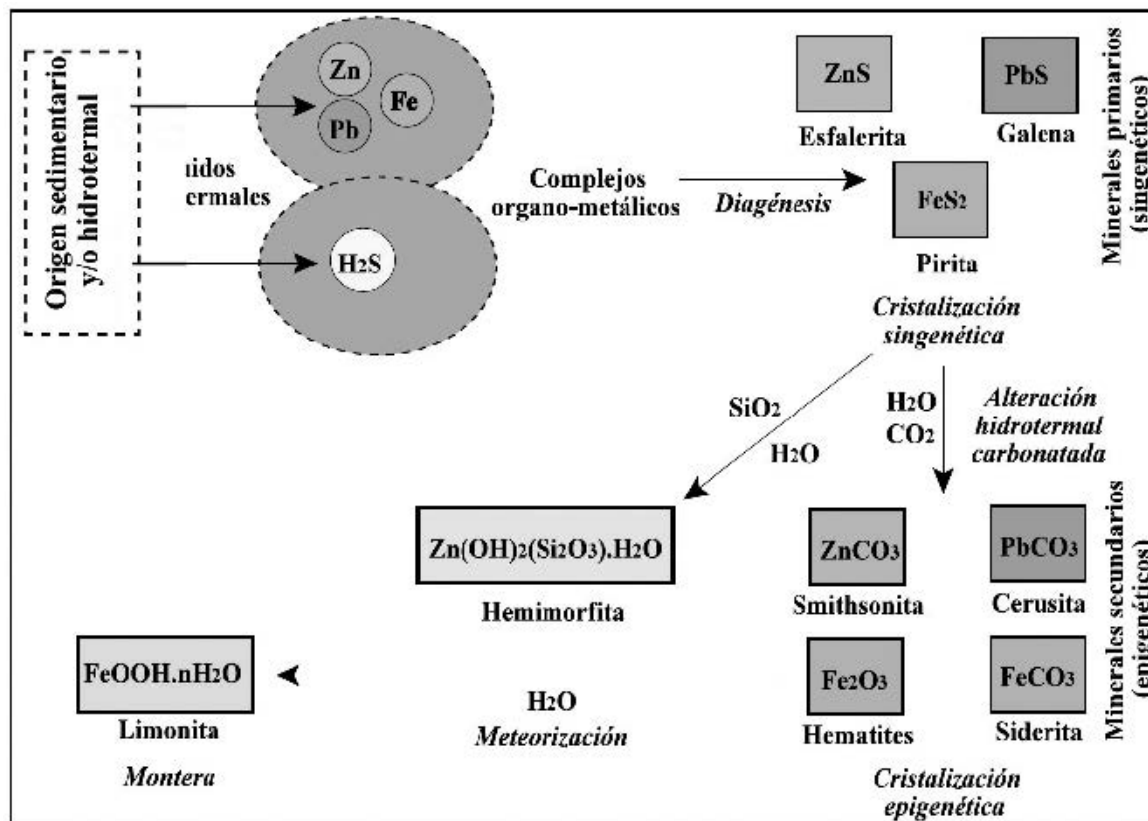 Origen sedimentario
y/o hidrotermal
Zn
Fe
Pb
H2S
Complejos
organo-metálicos
Diagénesis
ZnS
Esfalerita
PbS
Galena
FeS2
Pirita
Minerales primarios
(singenéticos)
Cristalización
singenética
SiO2
H2O
H2O
CO2
Alteración
hidrotermal
carbonatada
Zn(OH)2(Si2O3).H2O
Hemimorfita
ZnCO3
Smithsonita
PbCO3
Cerusita
Fe2O3
Hematites
FeCO3
Siderita
Minerales secundarios
(epigenéticos)
FeOOH.nH2O
Limonita
Montera
H2O
Meteorización
Cristalización
epigenética